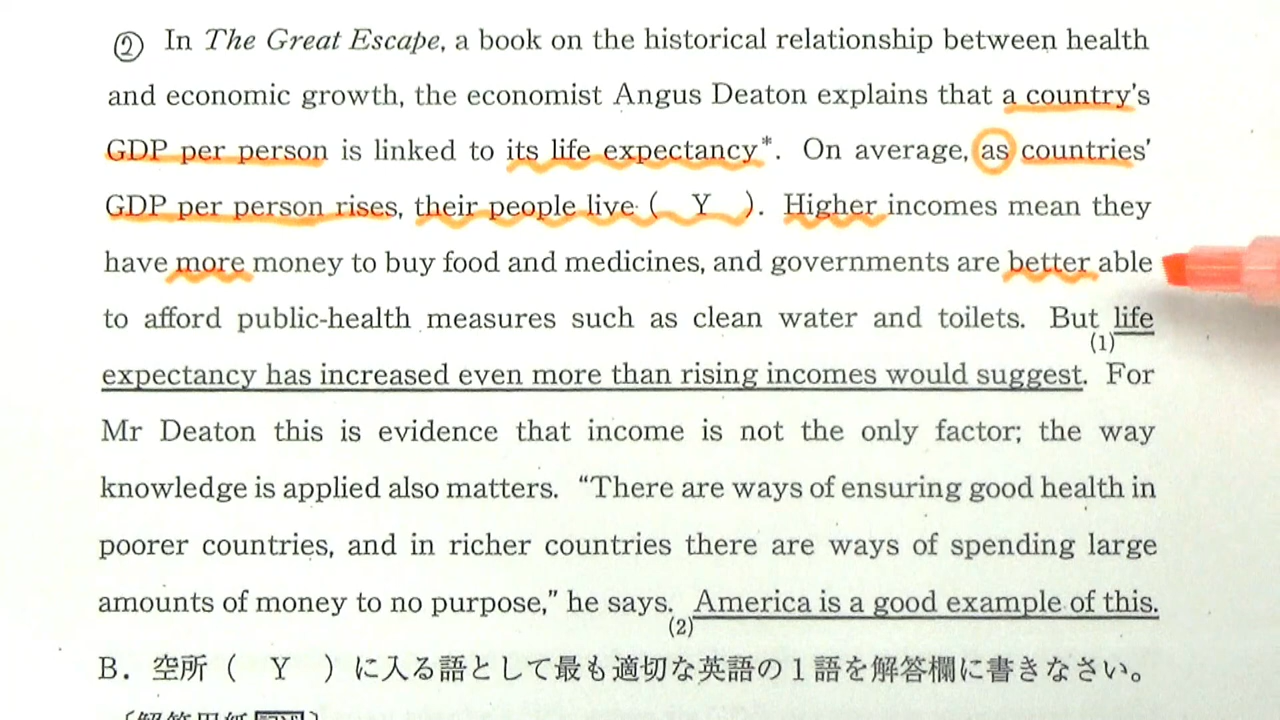 ② In The Great Escape, a book on the historical relationship between health
and economic growth, the economist Angus Deaton explains that a country's
GDP per person is linked to its life expectancy*. On average, as countries'
GDP per person rises, their people live ( Y ). Higher incomes mean they
have more money to buy food and medicines, and governments are better able
to afford public-health measures such as clean water and toilets. But life
(1)
expectancy has increased even more than rising incomes would suggest. For
Mr Deaton this is evidence that income is not the only factor; the way
knowledge is applied also matters. “There are ways of ensuring good health in
poorer countries, and in richer countries there are ways of spending large
amounts of money to no purpose,” he says. America is a good example of this.
(2)
B. 空所 ( Y ) に入る語として最も適切な英語の1語を解答欄に書きなさい。